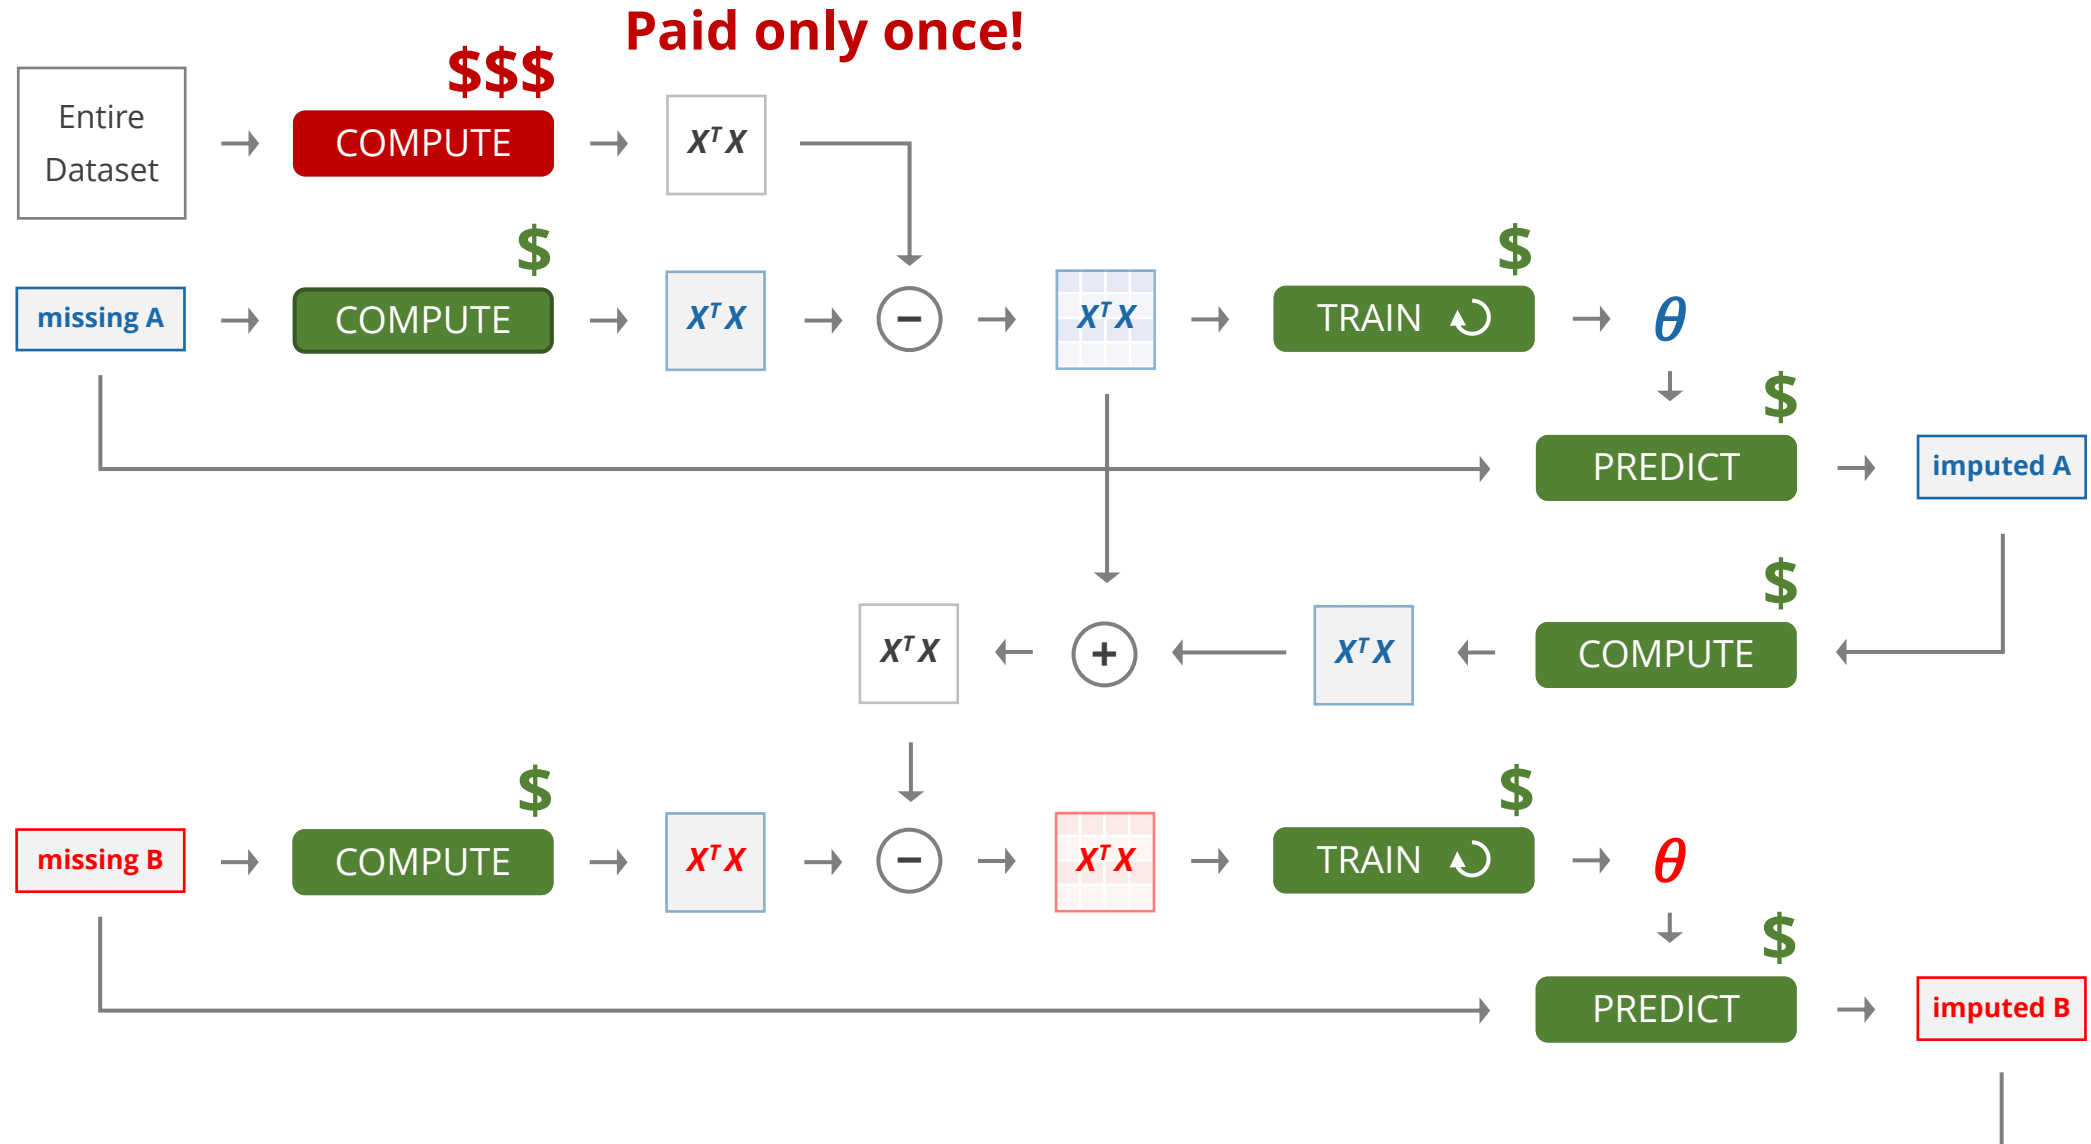 Paid only once!
$$$
Entire
Dataset
COMPUTE
XᵀX
$
$
missing A
COMPUTE
XᵀX
−
XᵀX
TRAIN
θ
$
PREDICT
imputed A
$
XᵀX
+
XᵀX
COMPUTE
$
$
missing B
COMPUTE
XᵀX
−
XᵀX
TRAIN
θ
$
PREDICT
imputed B